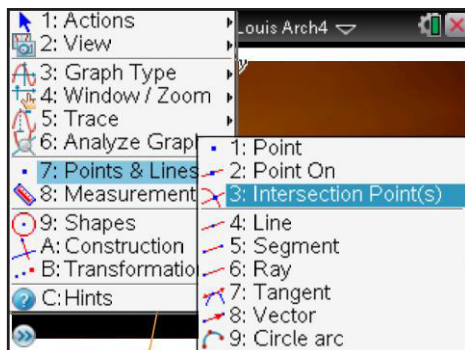 1: Actions
2: View
3: Graph Type
4: Window / Zoom
5: Trace
6: Analyze Grap
7: Points & Lines
8: Measurement
9: Shapes
A: Construction
B: Transformatio
C: Hints
Louis Arch4
1: Point
2: Point On
3: Intersection Point(s)
4: Line
5: Segment
6: Ray
7: Tangent
8: Vector
9: Circle arc